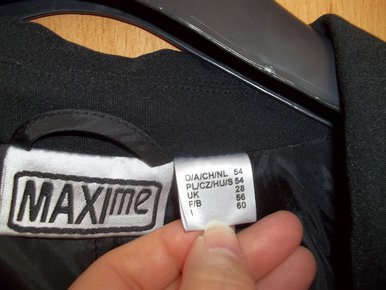 MAXIme
D/A/CH/NL 54
PL/CZ/HU/S 54
UK 28
F/B 56
I 60